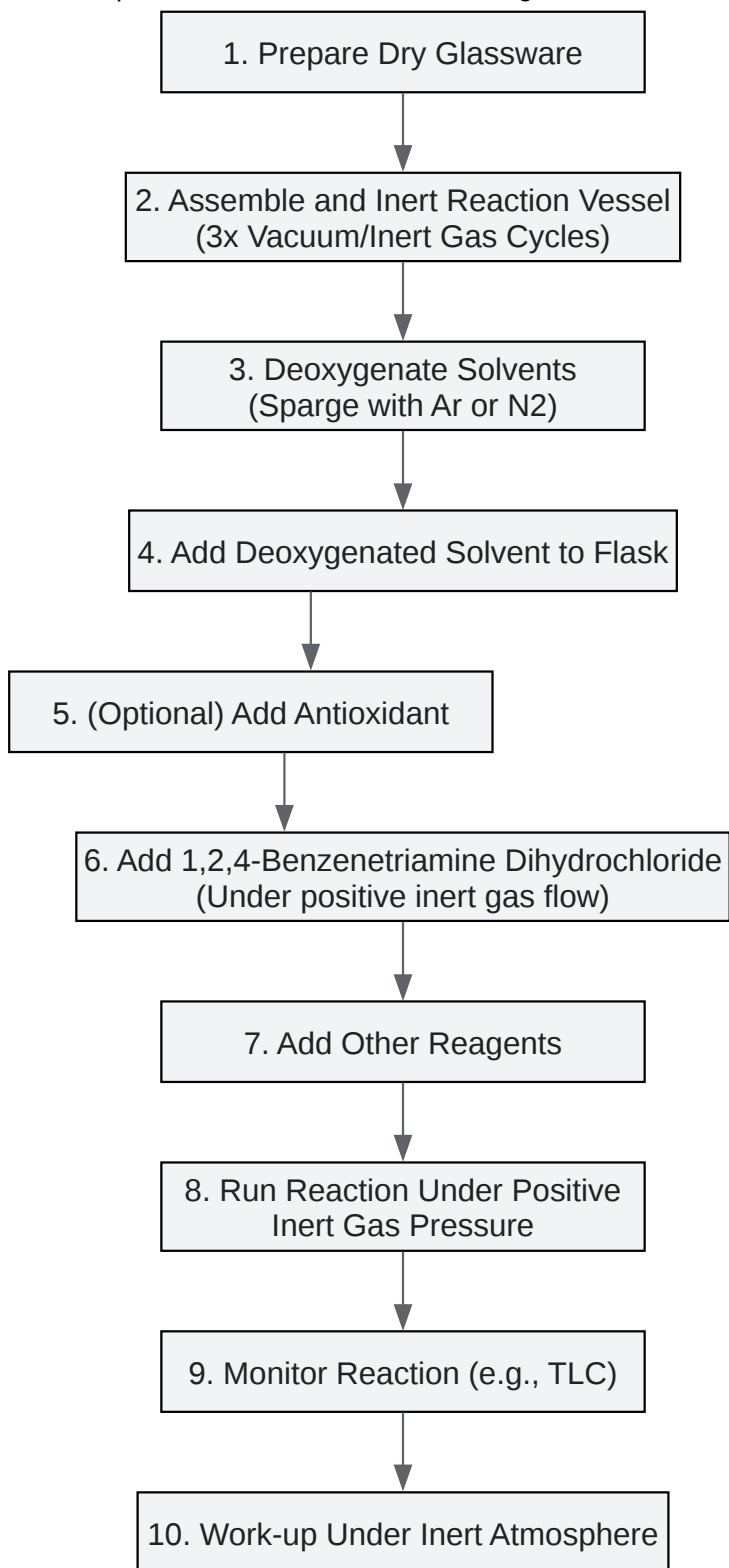 1. Prepare Dry Glassware
2. Assemble and Inert Reaction Vessel
(3x Vacuum/Inert Gas Cycles)
3. Deoxygenate Solvents
(Sparge with Ar or N2)
4. Add Deoxygenated Solvent to Flask
5. (Optional) Add Antioxidant
6. Add 1,2,4-Benzenetriamine Dihydrochloride
(Under positive inert gas flow)
7. Add Other Reagents
8. Run Reaction Under Positive
Inert Gas Pressure
9. Monitor Reaction (e.g., TLC)
10. Work-up Under Inert Atmosphere